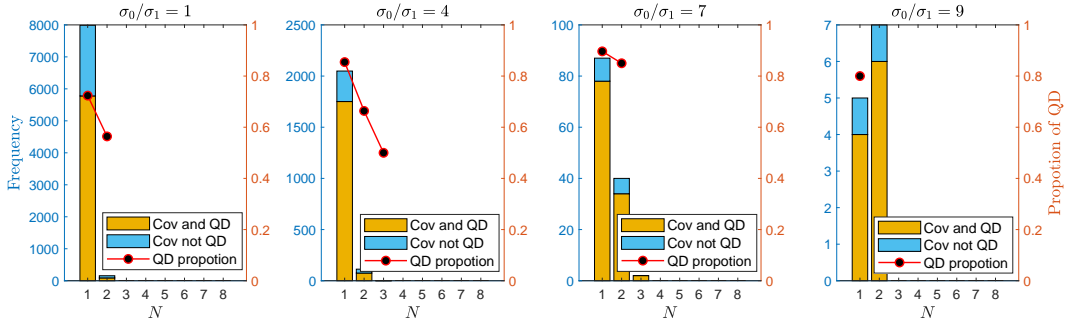 σ₀/σ₁ = 1
σ₀/σ₁ = 4
σ₀/σ₁ = 7
σ₀/σ₁ = 9
Frequency
8000
7000
6000
5000
4000
3000
2000
1000
0
1
0.8
0.6
0.4
0.2
0
Cov and QD
Cov not QD
QD propotion
1 2 3 4 5 6 7 8
N
2500
2000
1500
1000
500
0
1
0.8
0.6
0.4
0.2
0
Cov and QD
Cov not QD
QD propotion
1 2 3 4 5 6 7 8
N
100
80
60
40
20
0
1
0.8
0.6
0.4
0.2
0
Cov and QD
Cov not QD
QD propotion
1 2 3 4 5 6 7 8
N
7
6
5
4
3
2
1
0
1
0.8
0.6
0.4
0.2
0
Cov and QD
Cov not QD
QD propotion
1 2 3 4 5 6 7 8
N
Propotion of QD